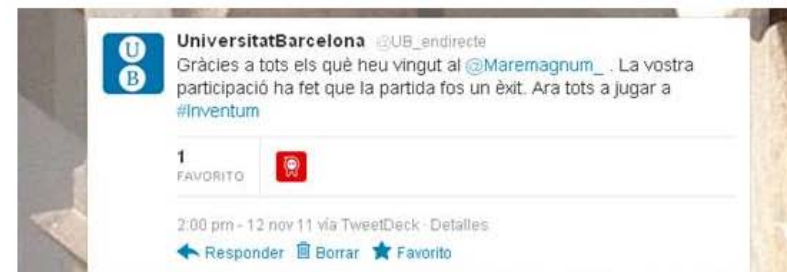 U
B
UniversitatBarcelona @UB_endirecte
Gràcies a tots els què heu vingut al @Maremagnum_ . La vostra
participació ha fet que la partida fos un èxit. Ara tots a jugar a
#Inventum
1
FAVORITO
2:00 pm - 12 nov 11 vía TweetDeck · Detalles
Responder Borrar Favorito